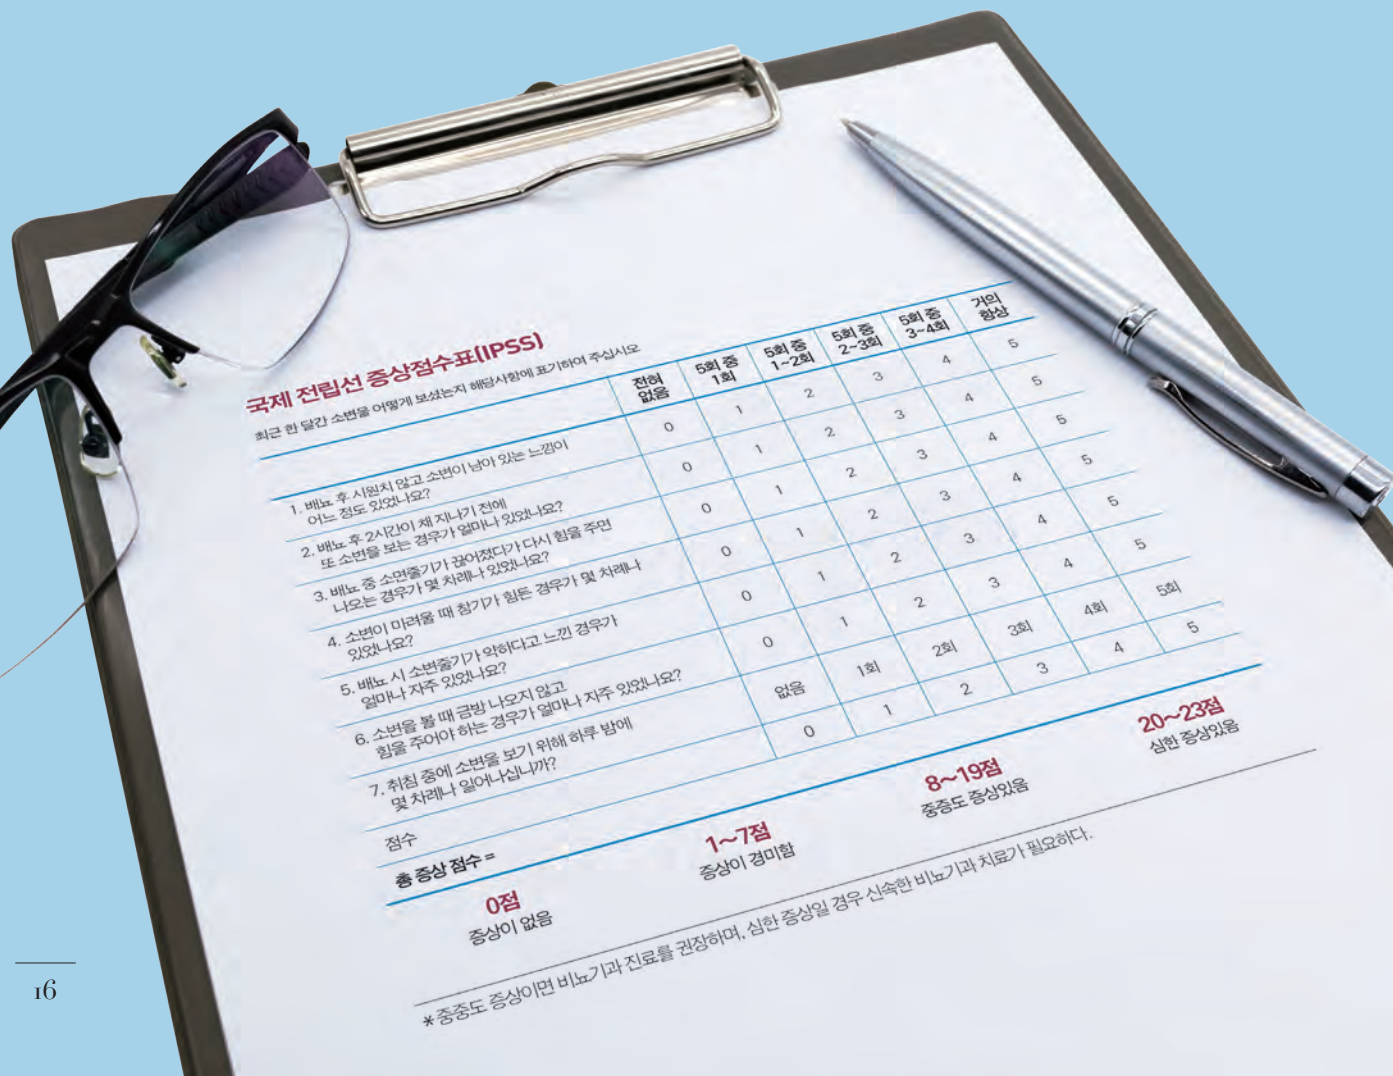 국제 전립선 증상점수표(IPSS)
최근 한 달간 소변을 어떻게 보셨는지 해당사항에 표기하여 주십시오
전혀
없음
5회 중
1회
5회 중
1~2회
5회 중
2~3회
5회 중
3~4회
거의
항상
1. 배뇨 후 시원치 않고 소변이 남아 있는 느낌이
어느 정도 있었나요?
0 1 2 3 4 5
2. 배뇨 후 2시간이 채 지나기 전에
또 소변을 보는 경우가 얼마나 있었나요?
0 1 2 3 4 5
3. 배뇨 중 소면줄기가 끊어졌다가 다시 힘을 주면
나오는 경우가 몇 차례나 있었나요?
0 1 2 3 4 5
4. 소변이 마려울 때 참기가 힘든 경우가 몇 차례나
있었나요?
0 1 2 3 4 5
5. 배뇨 시 소변줄기가 약하다고 느낀 경우가
얼마나 자주 있었나요?
0 1 2 3 4 5
6. 소변을 볼 때 금방 나오지 않고
힘을 주어야 하는 경우가 얼마나 자주 있었나요?
0 1 2 3 4 5
7. 취침 중에 소변을 보기 위해 하루 밤에
몇 차례나 일어나십니까?
없음 1회 2회 3회 4회 5회
점수
0 1 2 3 4 5
총 증상 점수 =
0점
증상이 없음
1~7점
증상이 경미함
8~19점
중증도 증상있음
20~23점
심한 증상있음
* 중중도 증상이면 비뇨기과 진료를 권장하며, 심한 증상일 경우 신속한 비뇨기과 치료가 필요하다.
16